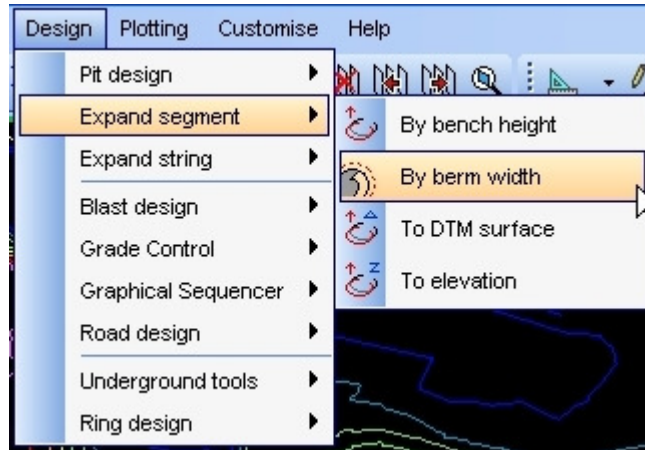 Design Plotting Customise Help
Pit design
Expand segment
Expand string
Blast design
Grade Control
Graphical Sequencer
Road design
Underground tools
Ring design
By bench height
By berm width
To DTM surface
To elevation